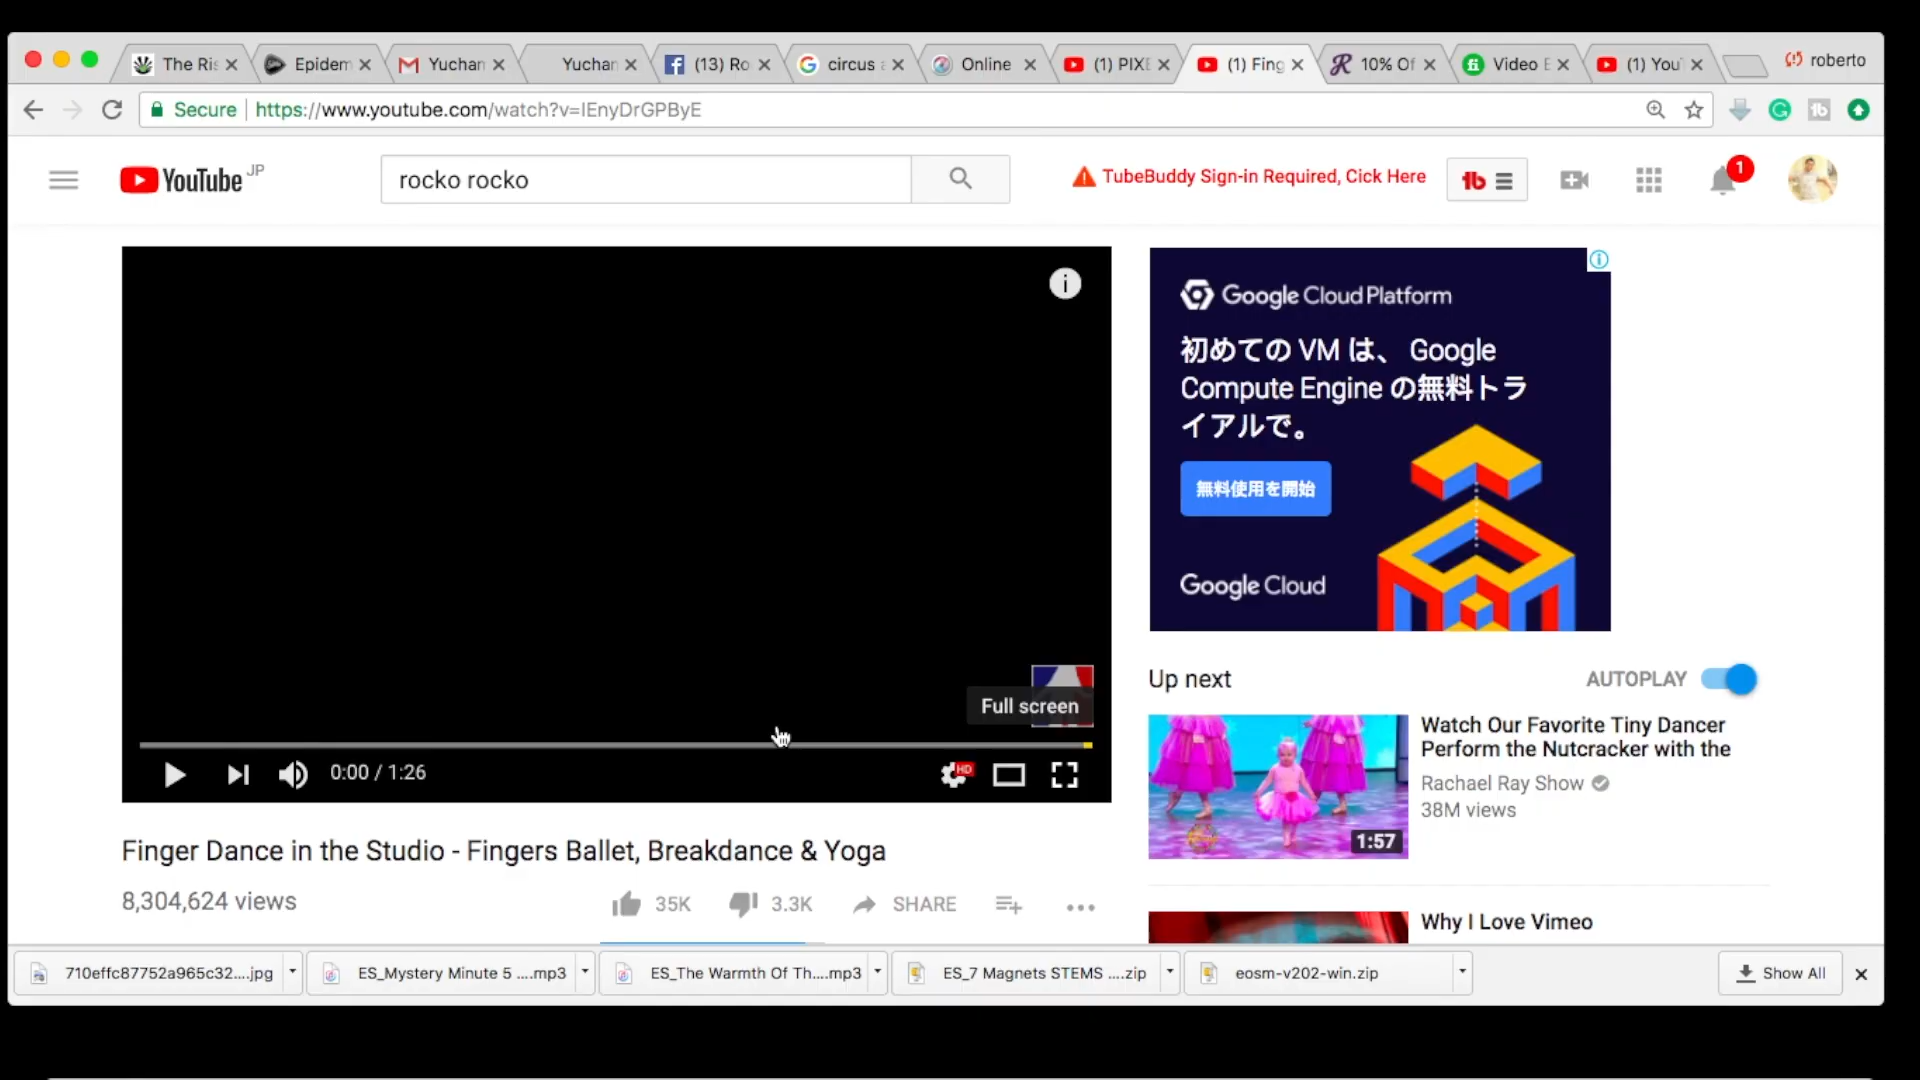 The Ris
Epidem
Yuchan
Yuchan
(13) Ro
circus
Online
(1) PIXE
(1) Fing
10% Of
Video E
(1) You
roberto
Secure
https://www.youtube.com/watch?v=IEnyDrGPByE
YouTube JP
rocko rocko
TubeBuddy Sign-in Required, Cick Here
1
Google Cloud Platform
初めての VM は、 Google
Compute Engine の無料トラ
イアルで。
無料使用を開始
Google Cloud
Full screen
0:00 / 1:26
HD
Finger Dance in the Studio - Fingers Ballet, Breakdance & Yoga
8,304,624 views
35K
3.3K
SHARE
Up next
AUTOPLAY
1:57
Watch Our Favorite Tiny Dancer
Perform the Nutcracker with the
Rachael Ray Show
38M views
Why I Love Vimeo
710effc87752a965c32....jpg
ES_Mystery Minute 5 ....mp3
ES_The Warmth Of Th....mp3
ES_7 Magnets STEMS ....zip
eosm-v202-win.zip
Show All